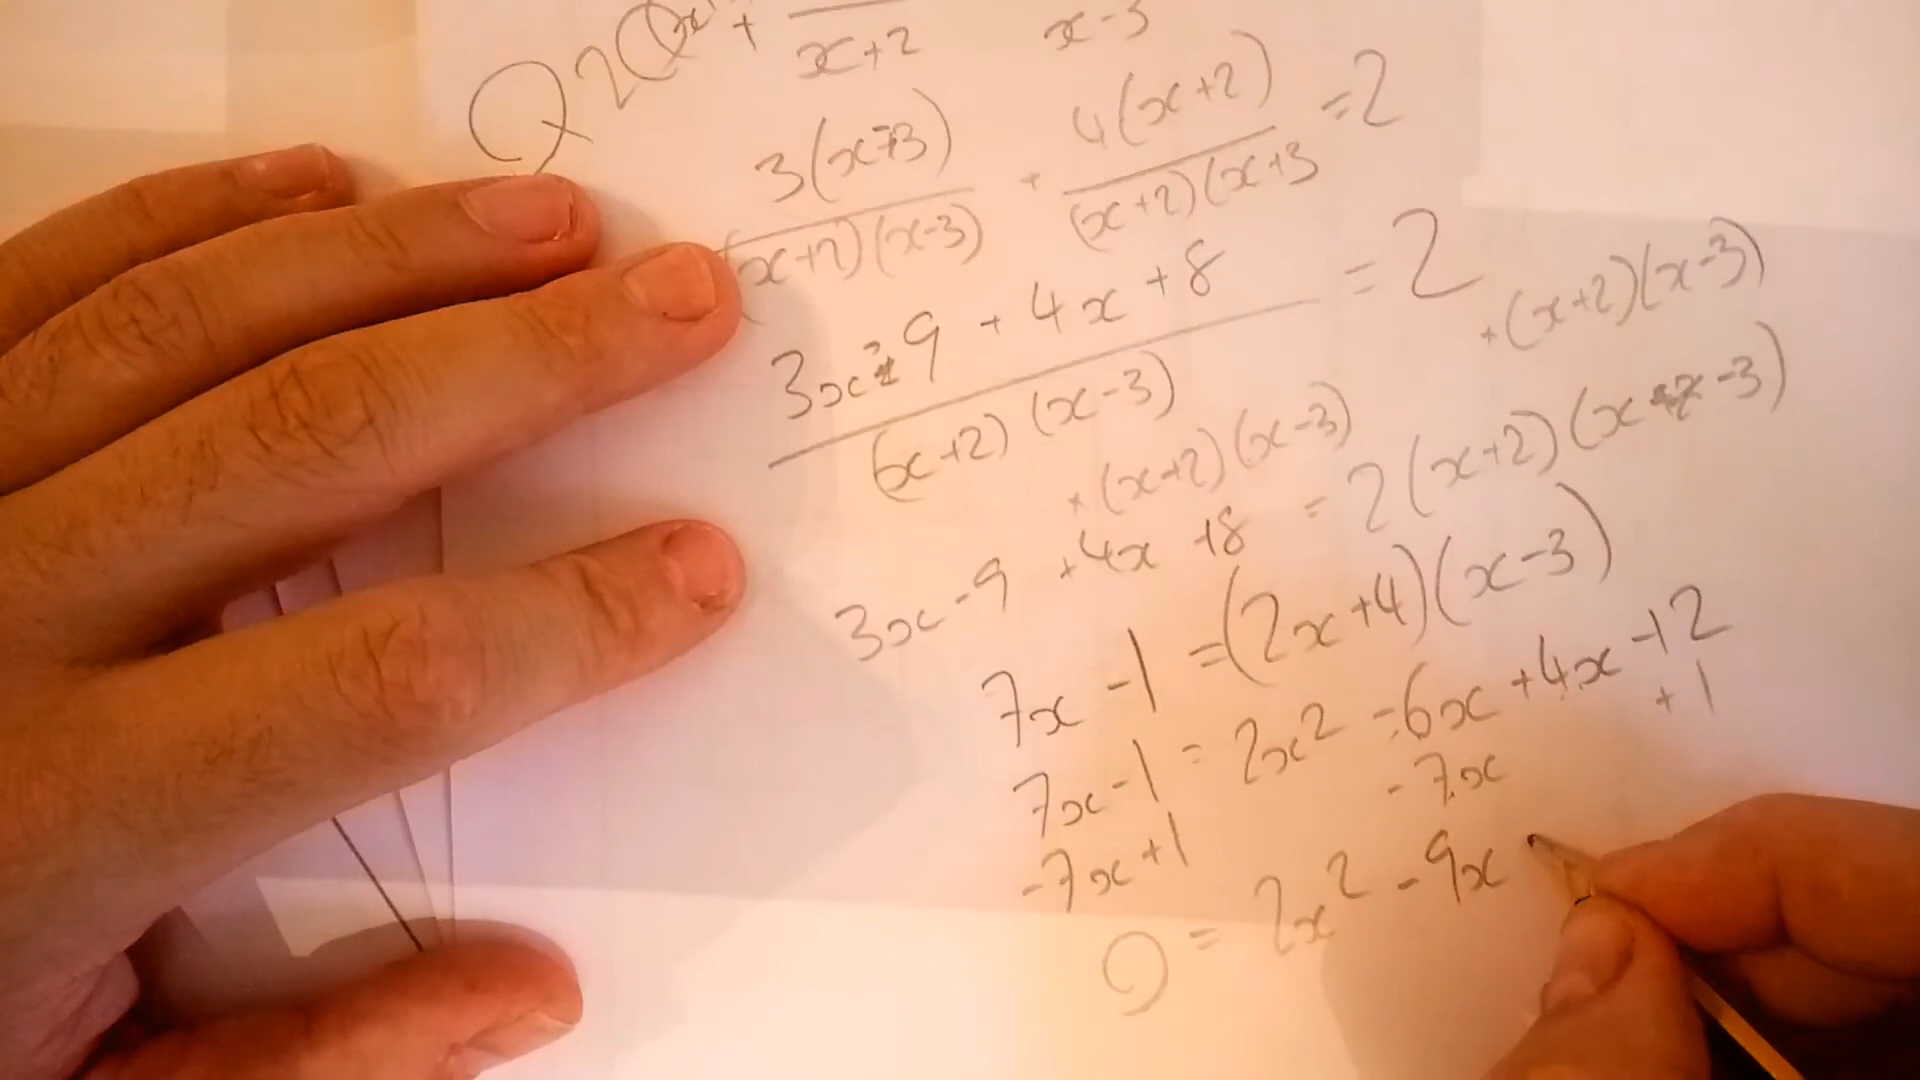 Q2 +
x+2 x-3
3(x-3) + 4(x+2) =2
(x+2)(x-3) (x+2)(x+3
3x-9 + 4x +8 = 2
(x+2) (x-3) ×(x+2)(x-3)
×(x+2)(x-3)
3x-9 +4x +8 = 2(x+2)(x-3)
7x -1 =(2x+4)(x-3)
7x-1 = 2x² -6x +4x -12
-7x+1 -7x +1
0 = 2x² -9x